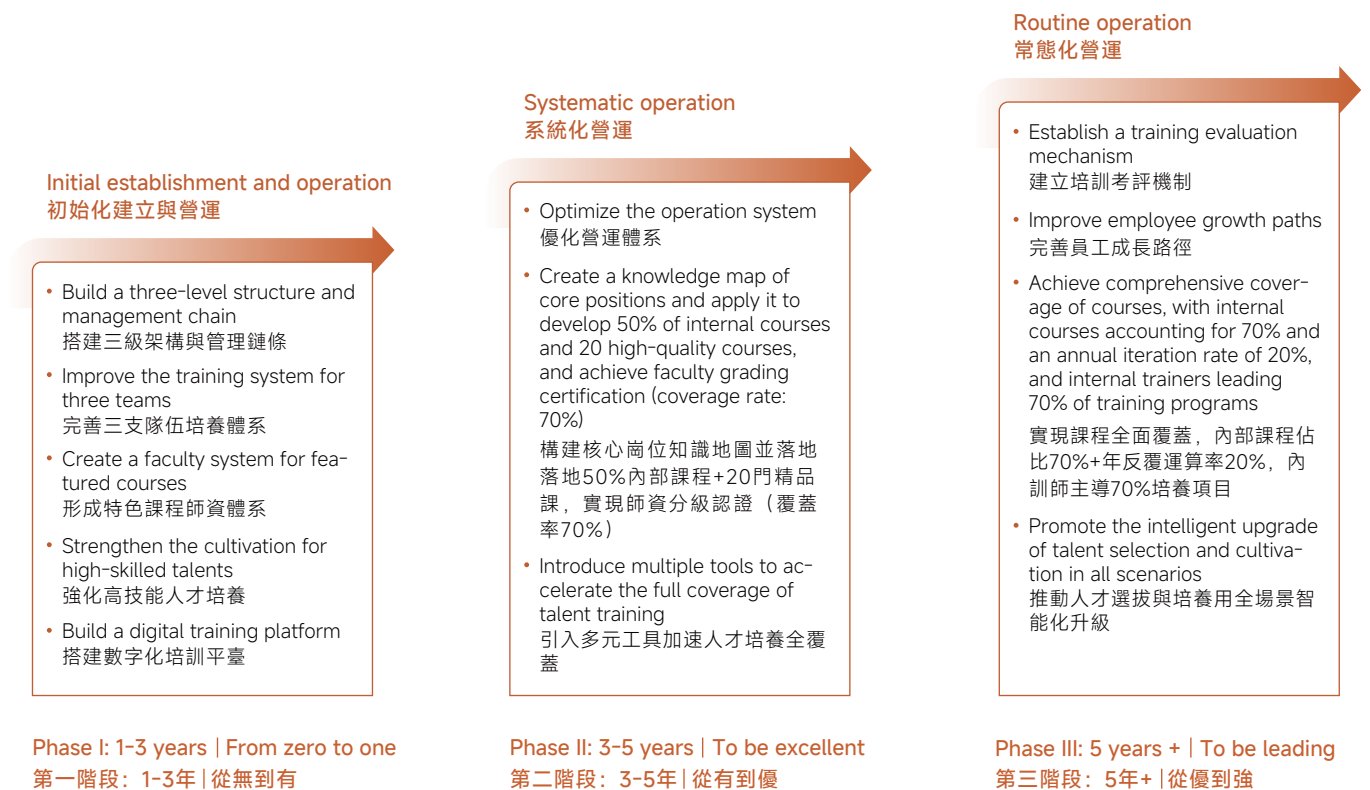 Initial establishment and operation
初始化建立與營運
• Build a three-level structure and
management chain
搭建三級架構與管理鏈條
• Improve the training system for
three teams
完善三支隊伍培養體系
• Create a faculty system for fea-
tured courses
形成特色課程師資體系
• Strengthen the cultivation for
high-skilled talents
強化高技能人才培養
• Build a digital training platform
搭建數字化培訓平臺
Phase I: 1-3 years | From zero to one
第一階段：1-3年 | 從無到有
Systematic operation
系統化營運
• Optimize the operation system
優化營運體系
• Create a knowledge map of
core positions and apply it to
develop 50% of internal courses
and 20 high-quality courses,
and achieve faculty grading
certification (coverage rate:
70%)
構建核心崗位知識地圖並落地
落地50%內部課程+20門精品
課，實現師資分級認證（覆蓋
率70%）
• Introduce multiple tools to ac-
celerate the full coverage of
talent training
引入多元工具加速人才培養全覆
蓋
Phase II: 3-5 years | To be excellent
第二階段：3-5年 | 從有到優
Routine operation
常態化營運
• Establish a training evaluation
mechanism
建立培訓考評機制
• Improve employee growth paths
完善員工成長路徑
• Achieve comprehensive cover-
age of courses, with internal
courses accounting for 70% and
an annual iteration rate of 20%,
and internal trainers leading
70% of training programs
實現課程全面覆蓋，內部課程佔
比70%+年反覆運算率20%，內
訓師主導70%培養項目
• Promote the intelligent upgrade
of talent selection and cultiva-
tion in all scenarios
推動人才選拔與培養用全場景智
能化升級
Phase III: 5 years + | To be leading
第三階段：5年+ | 從優到強